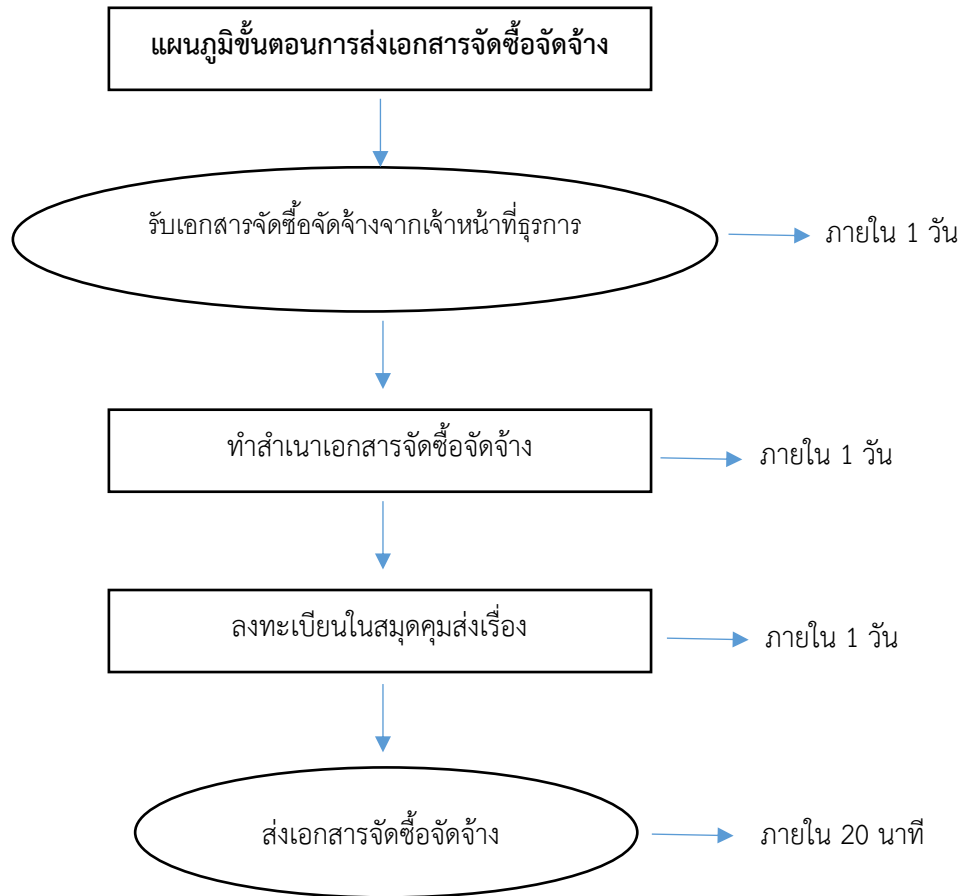 แผนภูมิขั้นตอนการส่งเอกสารจัดซื้อจัดจ้าง
รับเอกสารจัดซื้อจัดจ้างจากเจ้าหน้าที่ธุรการ
ภายใน 1 วัน
ทำสำเนาเอกสารจัดซื้อจัดจ้าง
ภายใน 1 วัน
ลงทะเบียนในสมุดคุมส่งเรื่อง
ภายใน 1 วัน
ส่งเอกสารจัดซื้อจัดจ้าง
ภายใน 20 นาที